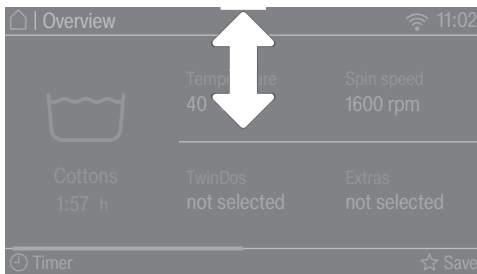 | Overview 11:02
Temperature Spin speed
40 1600 rpm
Cottons TwinDos Extras
1:57 h not selected not selected
Timer Save